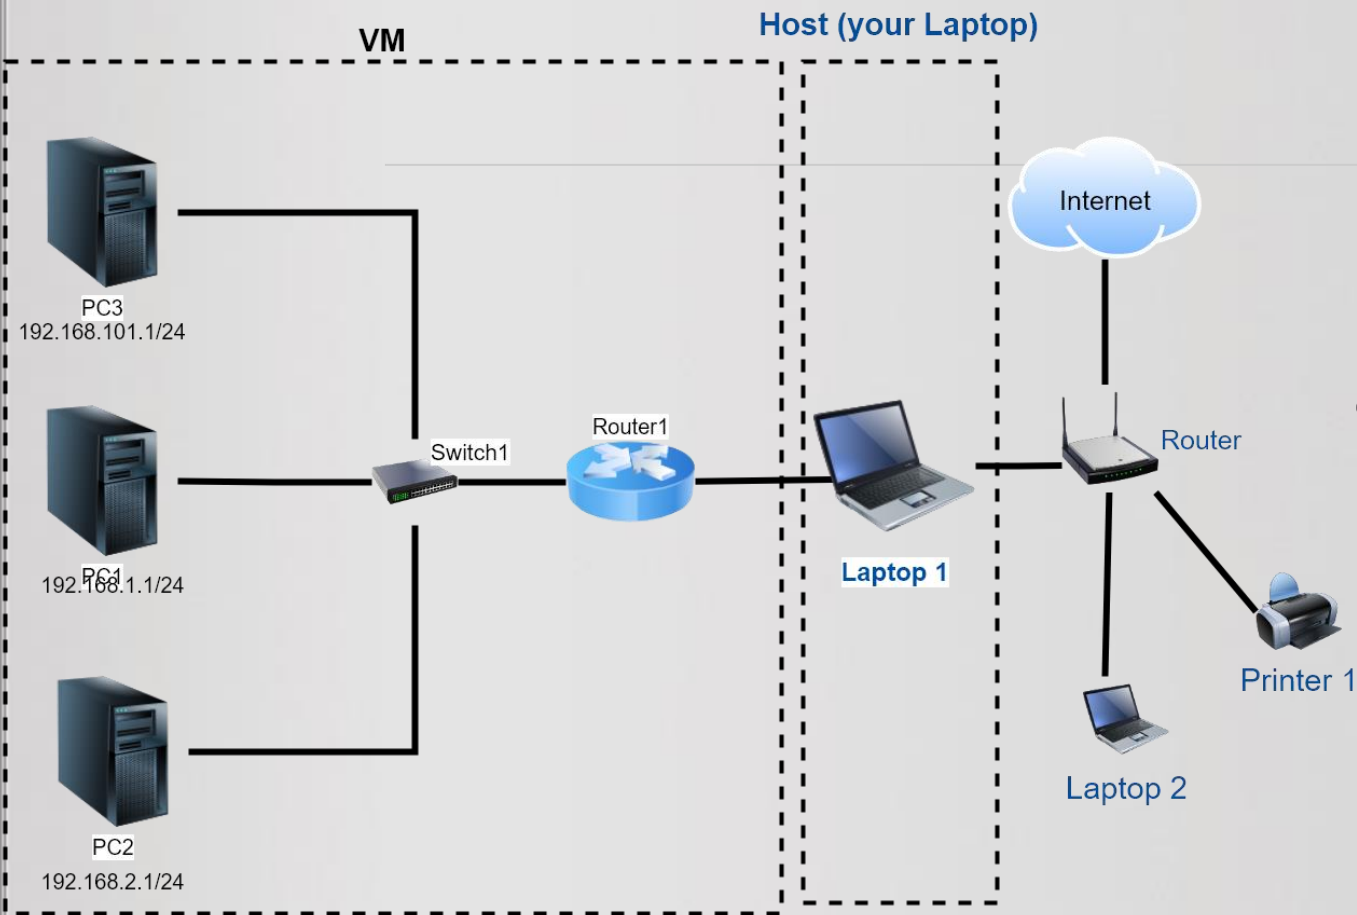 VM
Host (your Laptop)
Internet
PC3
192.168.101.1/24
Router1
Switch1
Router
PC1
192.168.1.1/24
Laptop 1
Printer 1
Laptop 2
PC2
192.168.2.1/24